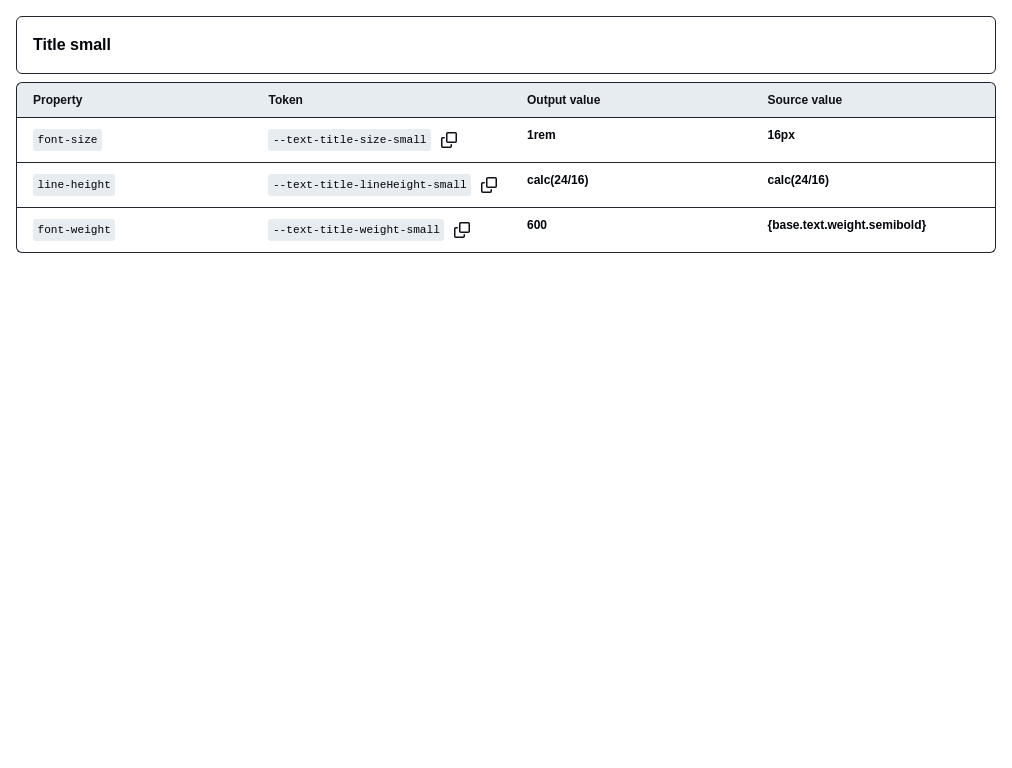 Title small
Property Token Output value Source value
font-size --text-title-size-small 1rem 16px
line-height --text-title-lineHeight-small calc(24/16) calc(24/16)
font-weight --text-title-weight-small 600 {base.text.weight.semibold}